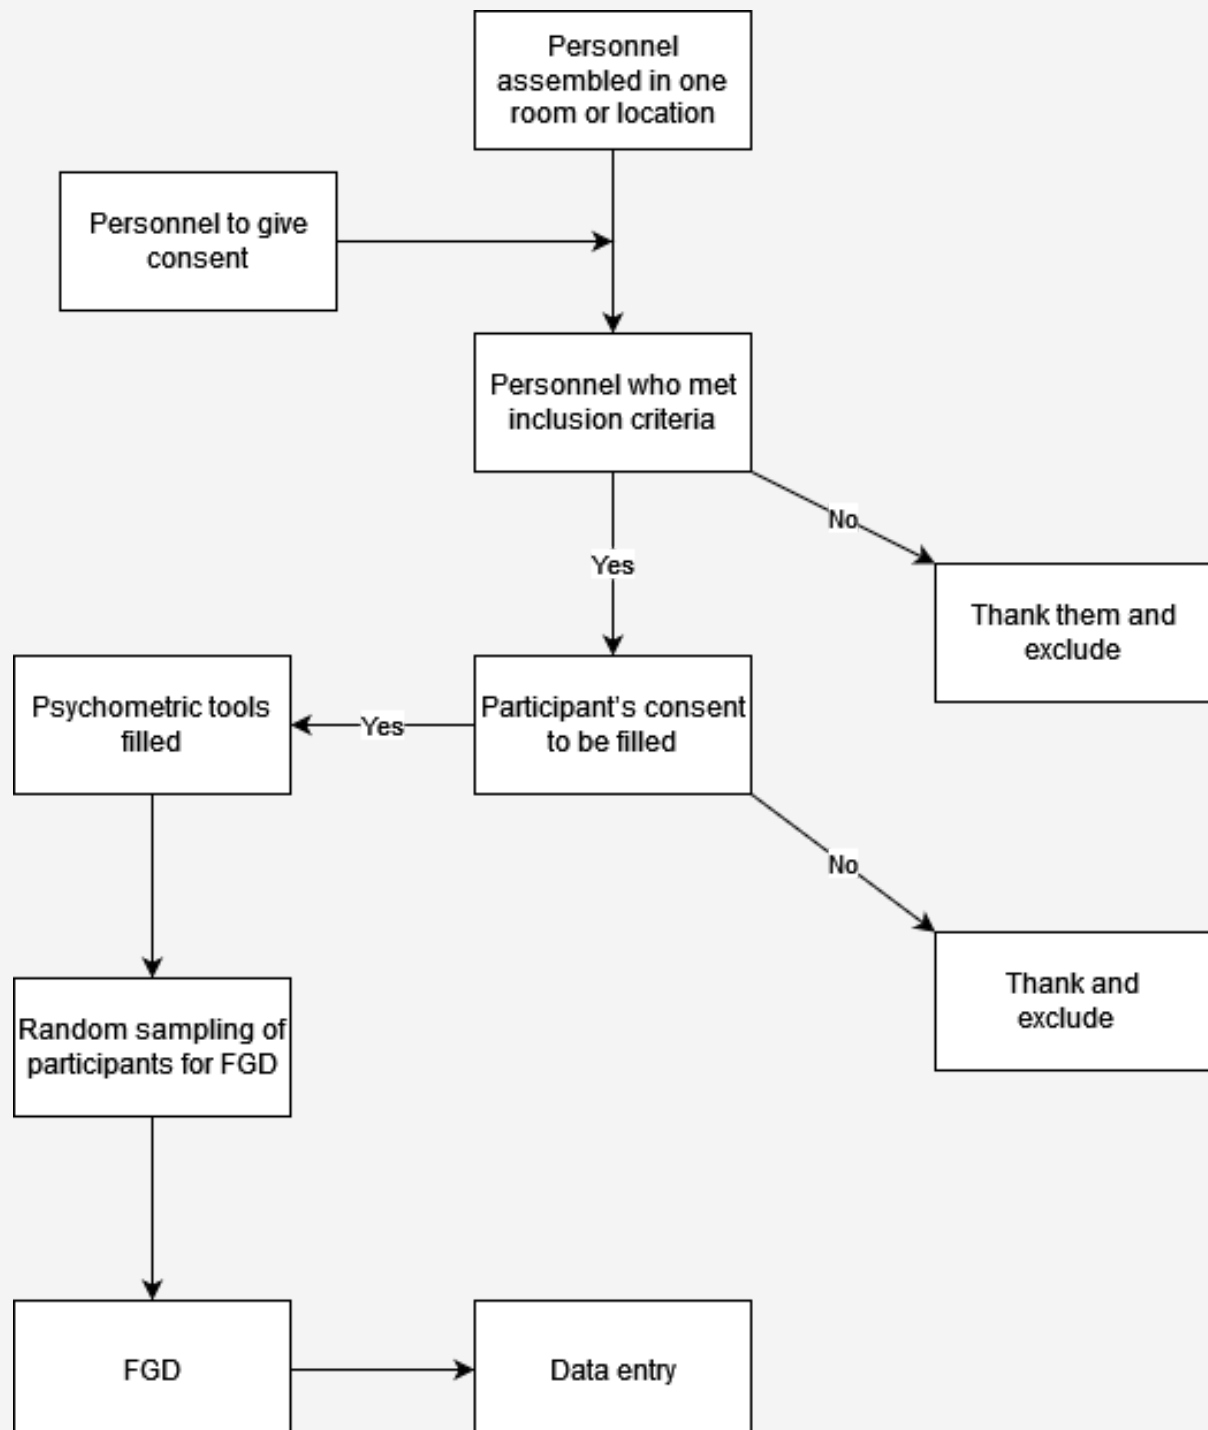 Personnel
assembled in one
room or location
Personnel to give
consent
Personnel who met
inclusion criteria
No
Yes
Thank them and
exclude
Psychometric tools
filled
Yes
Participant’s consent
to be filled
No
Thank and
exclude
Random sampling of
participants for FGD
FGD
Data entry